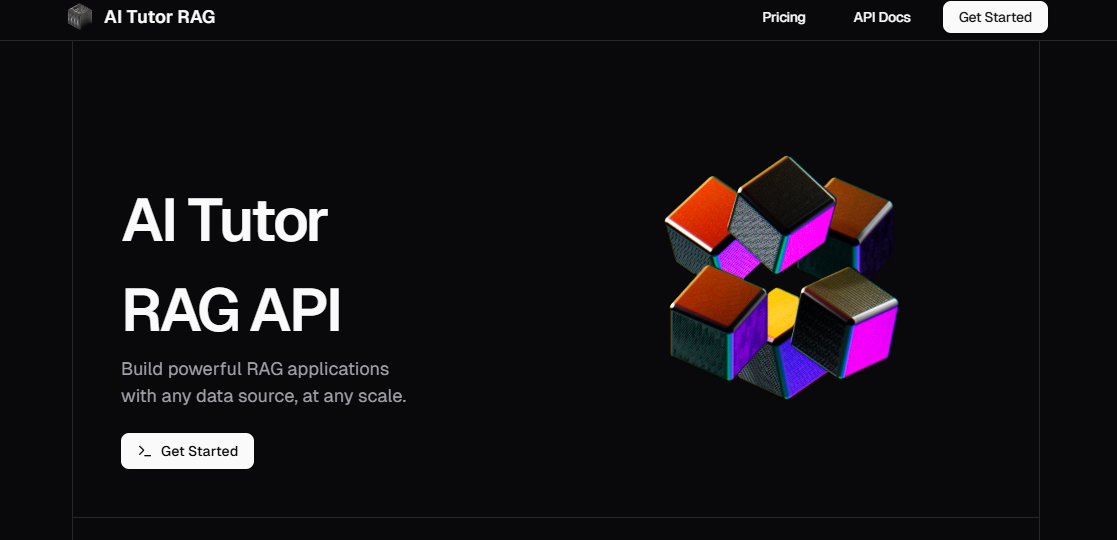 AI Tutor RAG
Pricing
API Docs
Get Started
AI Tutor
RAG API
Build powerful RAG applications
with any data source, at any scale.
Get Started